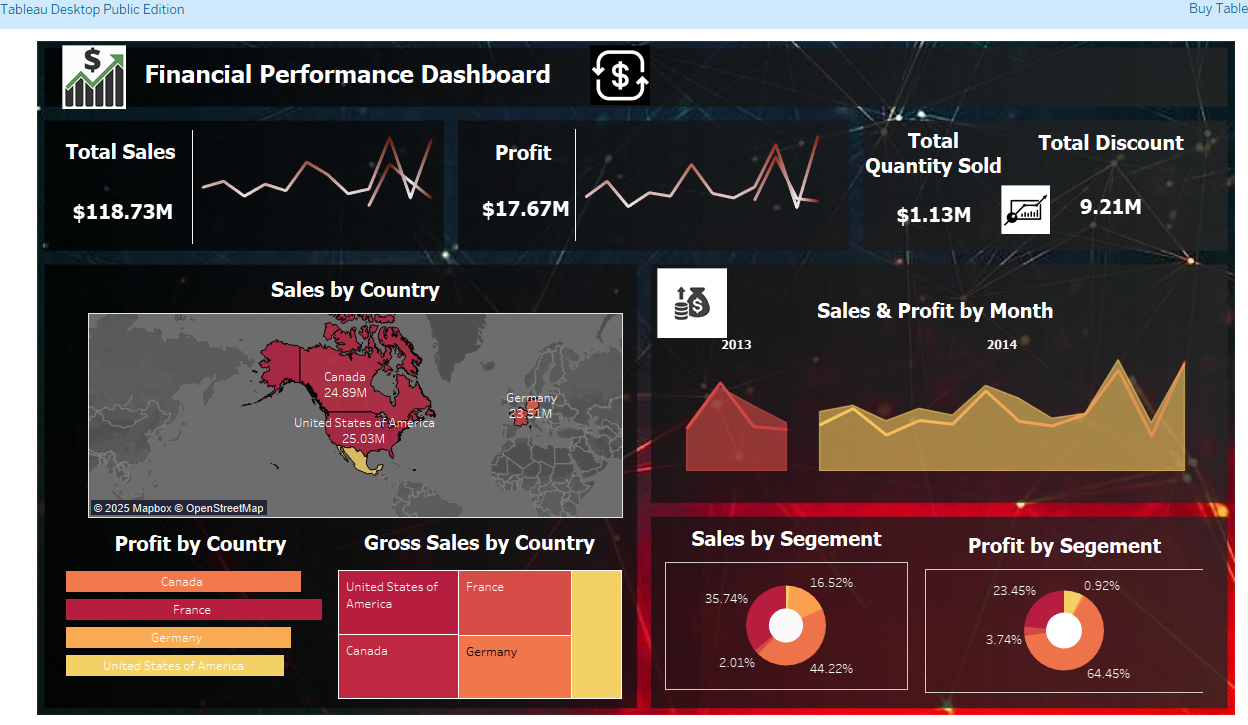 Tableau Desktop Public Edition
Buy Table
Financial Performance Dashboard
Total Sales
$118.73M
Profit
$17.67M
Total
Quantity Sold
$1.13M
Total Discount
9.21M
Sales by Country
Canada
24.89M
United States of America
25.03M
Germany
23.51M
© 2025 Mapbox © OpenStreetMap
Sales & Profit by Month
2013
2014
Profit by Country
Canada
France
Germany
United States of America
Gross Sales by Country
United States of
America
France
Canada
Germany
Sales by Segement
16.52%
35.74%
2.01%
44.22%
Profit by Segement
0.92%
23.45%
3.74%
64.45%